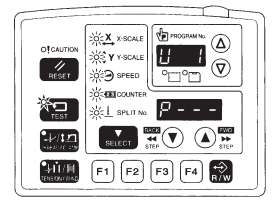 CAUTION
RESET
TEST
X X-SCALE
Y Y-SCALE
SPEED
COUNTER
SPLIT No.
SELECT
P PROGRAM No.
U 1
P---
BACK
STEP
FWD
STEP
F1
F2
F3
F4
R/W